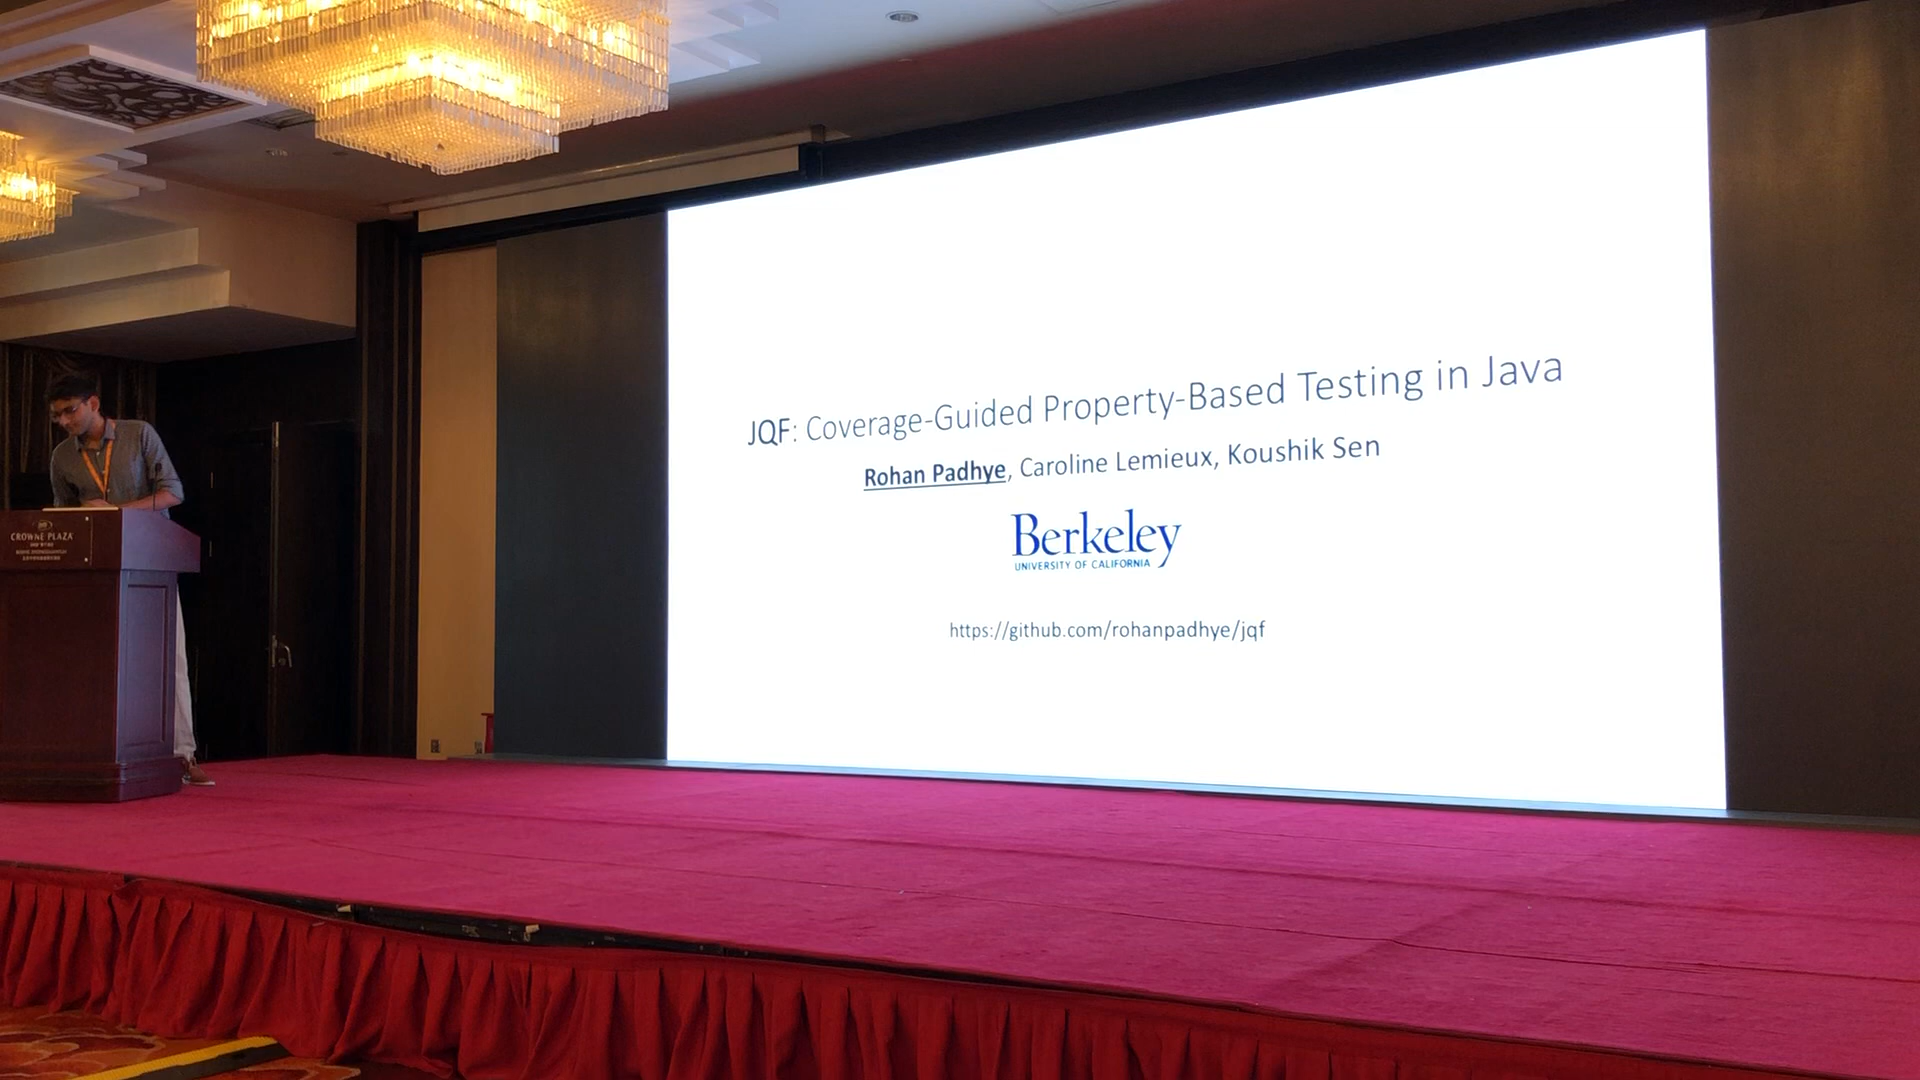 JQF: Coverage-Guided Property-Based Testing in Java
Rohan Padhye, Caroline Lemieux, Koushik Sen
Berkeley
UNIVERSITY OF CALIFORNIA
https://github.com/rohanpadhye/jqf
CROWNE PLAZA